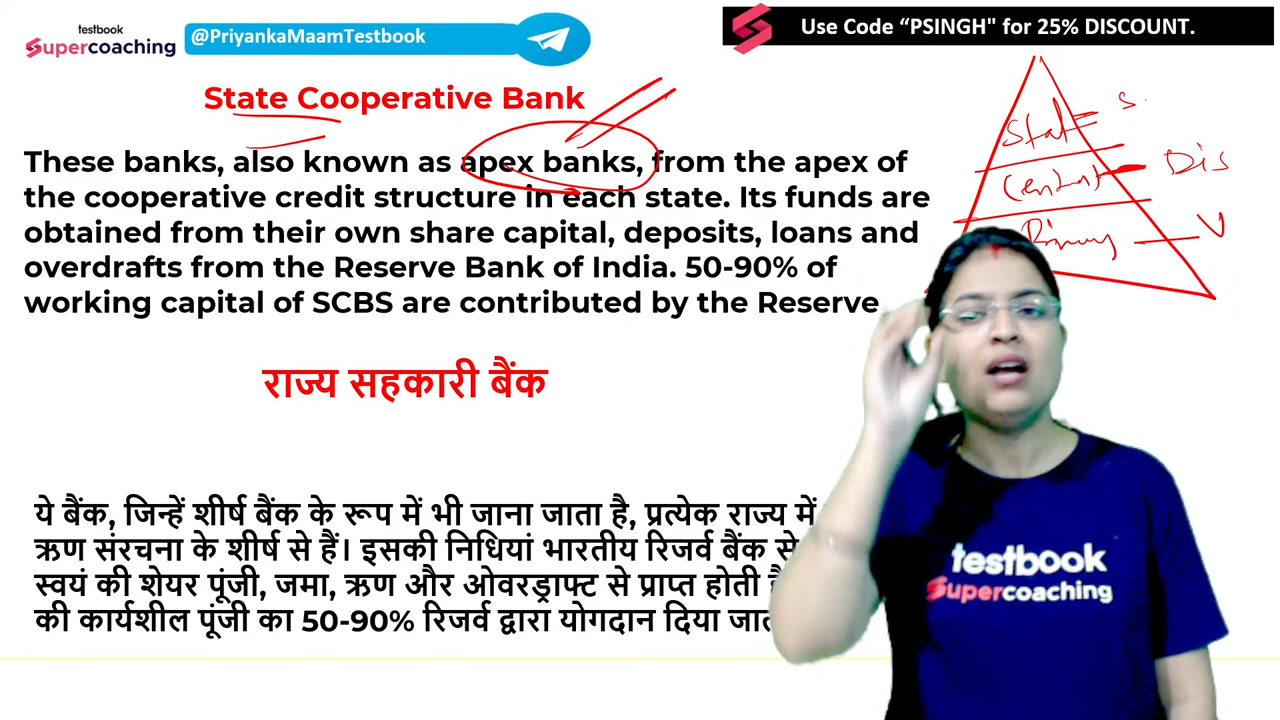 testbook
Supercoaching
@PriyankaMaamTestbook
Use Code “PSINGH" for 25% DISCOUNT.
State Cooperative Bank
These banks, also known as apex banks, from the apex of
the cooperative credit structure in each state. Its funds are
obtained from their own share capital, deposits, loans and
overdrafts from the Reserve Bank of India. 50-90% of
working capital of SCBS are contributed by the Reserve
राज्य सहकारी बैंक
ये बैंक, जिन्हें शीर्ष बैंक के रूप में भी जाना जाता है, प्रत्येक राज्य में
ऋण संरचना के शीर्ष से हैं। इसकी निधियां भारतीय रिजर्व बैंक से
स्वयं की शेयर पूंजी, जमा, ऋण और ओवरड्राफ्ट से प्राप्त होती
की कार्यशील पूंजी का 50-90% रिजर्व द्वारा योगदान दिया
Dis
V
testbook
Supercoaching